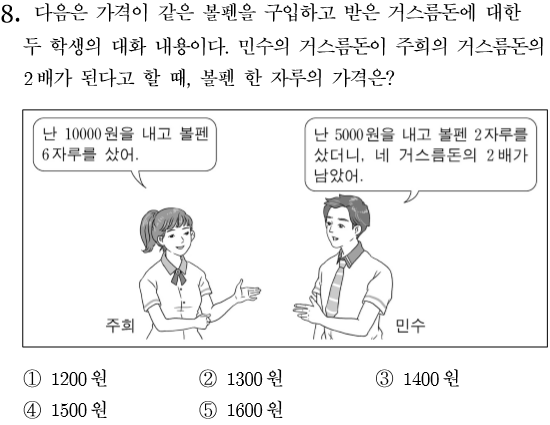 8. 다음은 가격이 같은 볼펜을 구입하고 받은 거스름돈에 대한
두 학생의 대화 내용이다. 민수의 거스름돈이 주희의 거스름돈의
2배가 된다고 할 때, 볼펜 한 자루의 가격은?
난 10000원을 내고 볼펜
6자루를 샀어.
난 5000원을 내고 볼펜 2자루를
샀더니, 네 거스름돈의 2배가
남았어.
주희
민수
① 1200원 ② 1300원 ③ 1400원
④ 1500원 ⑤ 1600원